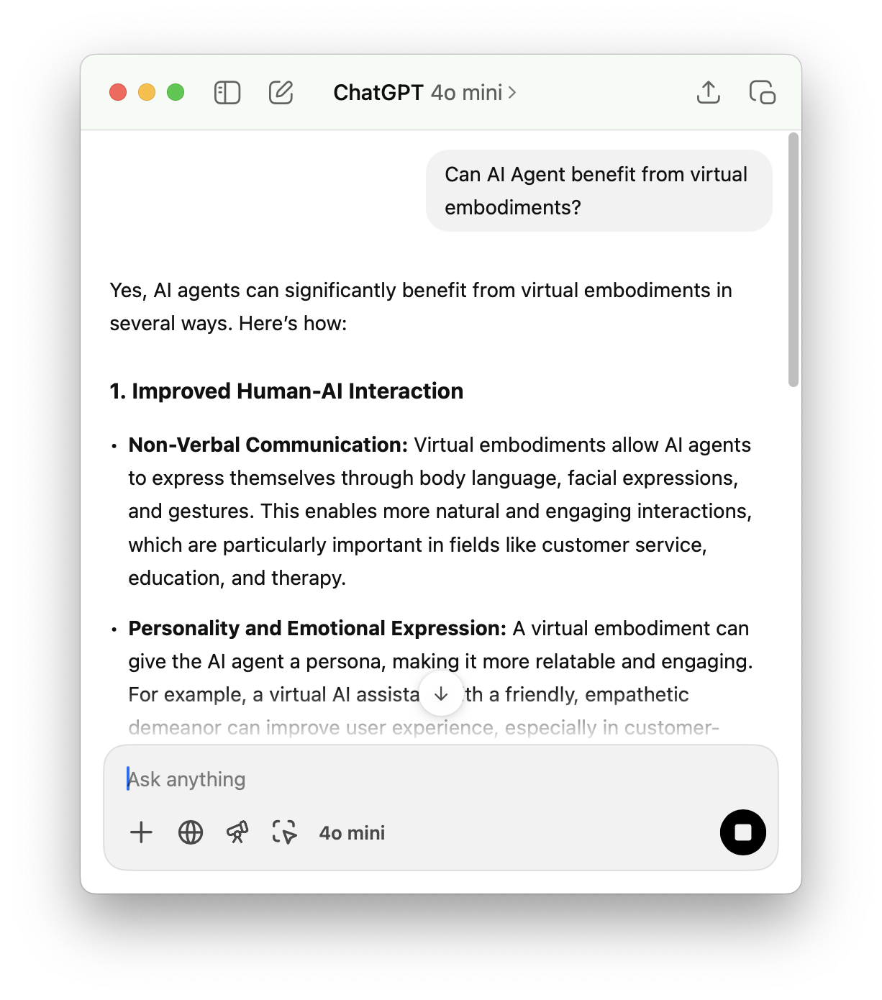 ChatGPT 4o mini
Can AI Agent benefit from virtual
embodiments?
Yes, AI agents can significantly benefit from virtual embodiments in
several ways. Here’s how:
1. Improved Human-AI Interaction
• Non-Verbal Communication: Virtual embodiments allow AI agents
to express themselves through body language, facial expressions,
and gestures. This enables more natural and engaging interactions,
which are particularly important in fields like customer service,
education, and therapy.
• Personality and Emotional Expression: A virtual embodiment can
give the AI agent a persona, making it more relatable and engaging.
For example, a virtual AI assista th a friendly, empathetic
demeanor can improve user experience, especially in customer-
Ask anything
4o mini